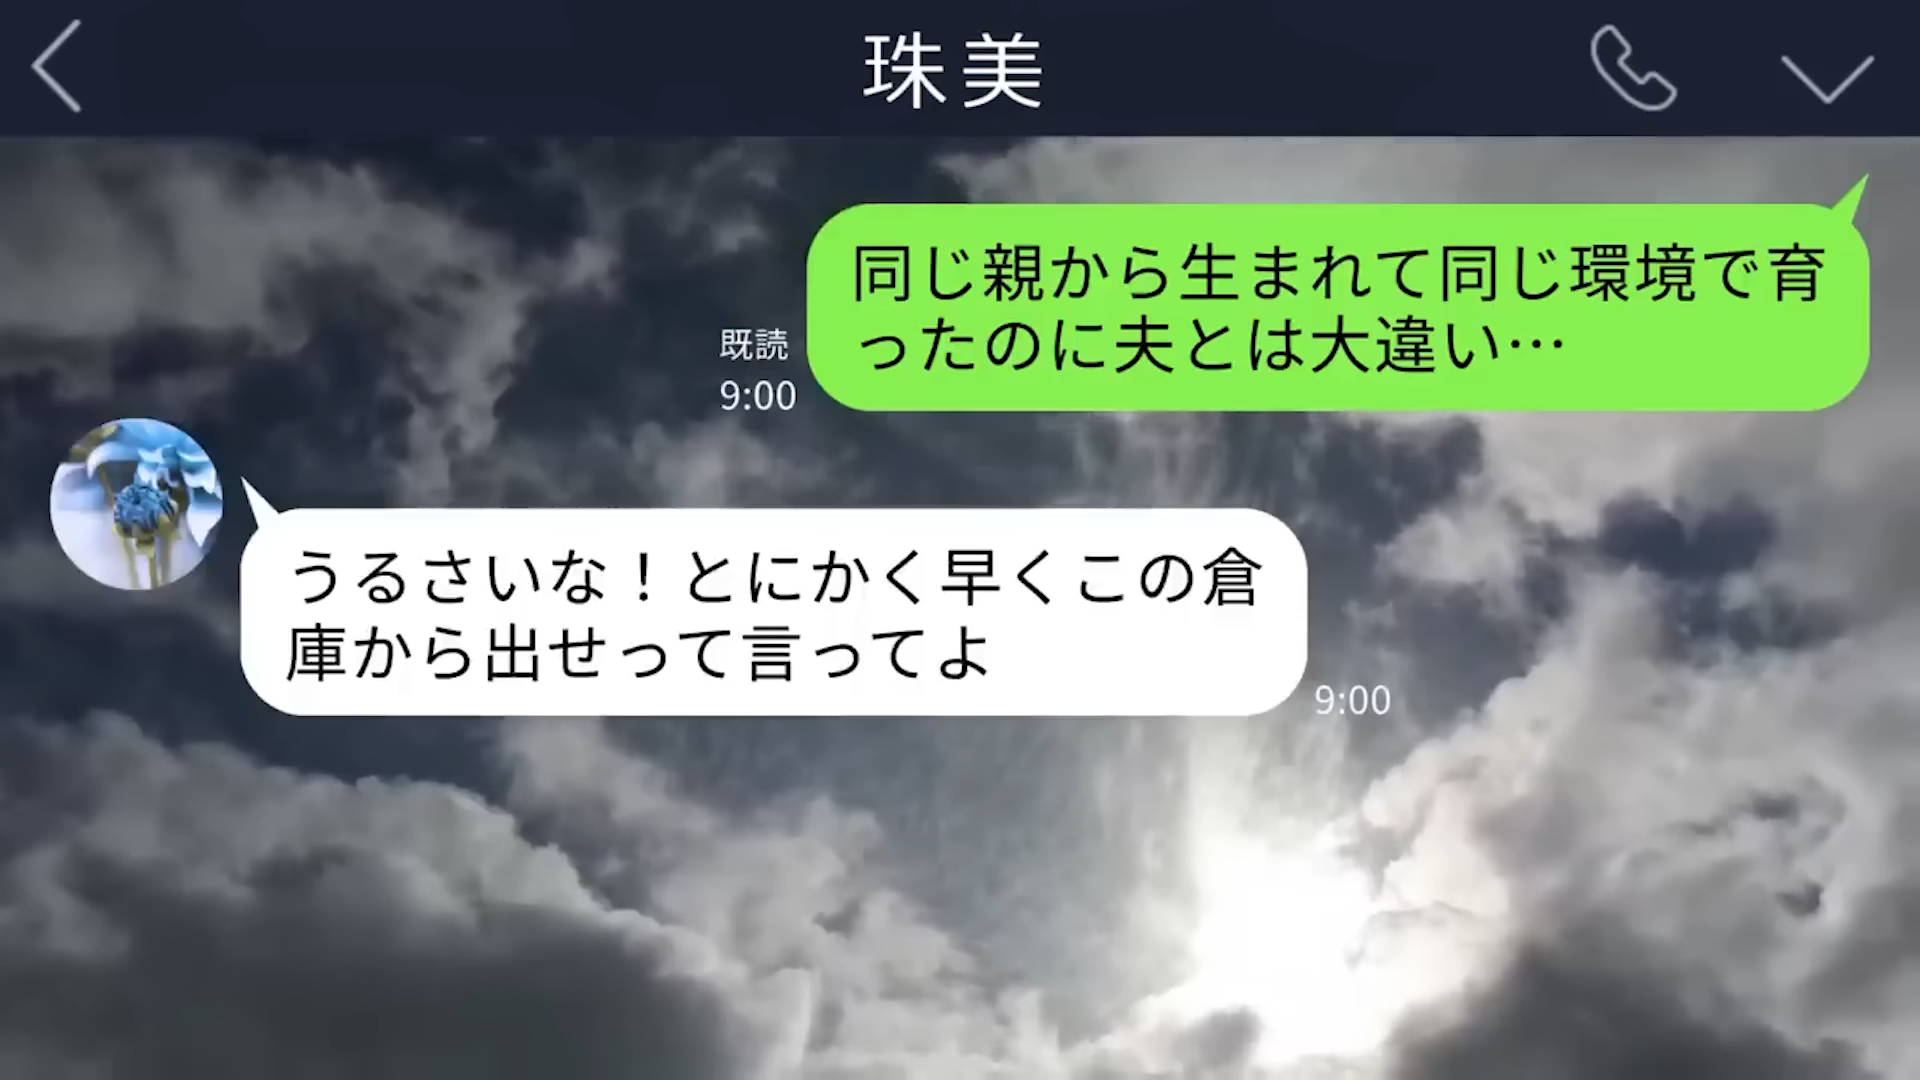 珠美
同じ親から生まれて同じ環境で育
ったのに夫とは大違い…
既読
9:00
うるさいな！とにかく早くこの倉
庫から出せって言ってよ
9:00